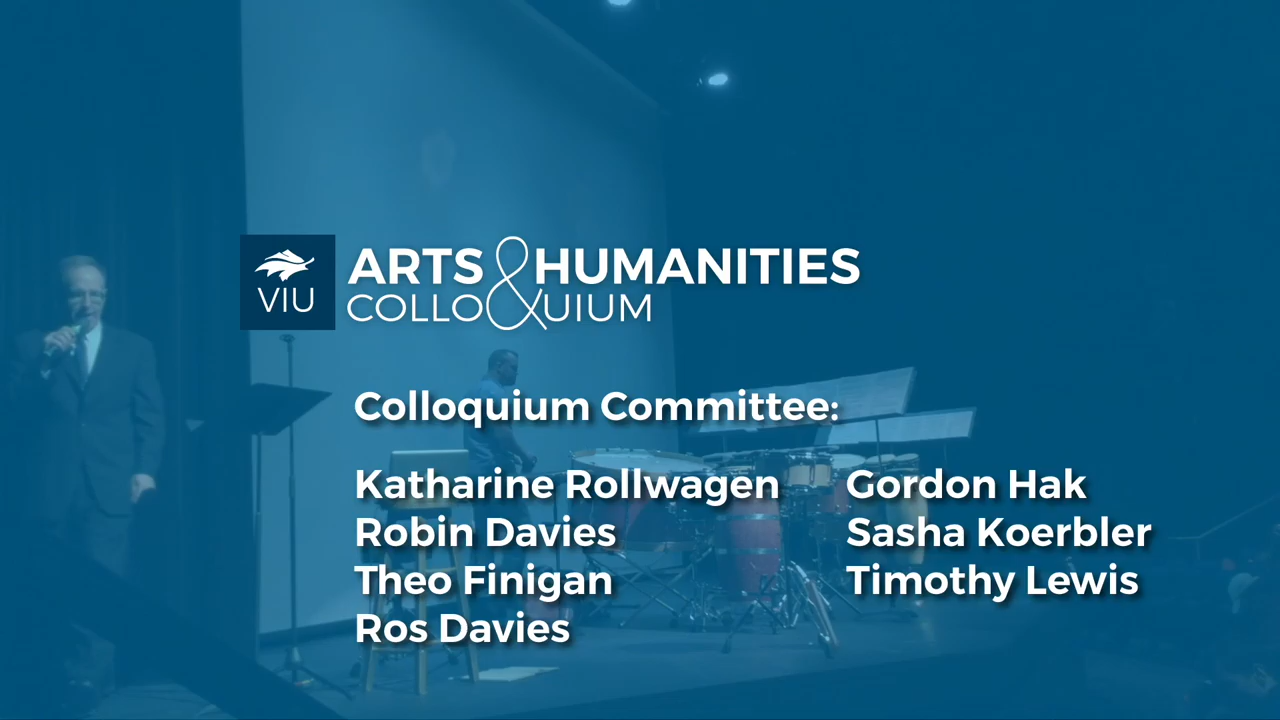 VIU
ARTS & HUMANITIES
COLLOQUIUM
Colloquium Committee:
Katharine Rollwagen
Robin Davies
Theo Finigan
Ros Davies
Gordon Hak
Sasha Koerbler
Timothy Lewis